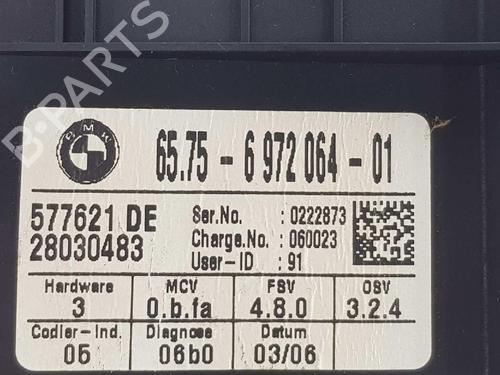 B-PARTS
BMW
65.75 - 6 972 064 - 01
577621 DE
28030483
Ser.No. : 0222873
Charge.No.: 060023
User-ID : 91
Hardware MCV FSV OSV
3 0.b.fa 4.8.0 3.2.4
Codier-Ind. Diagnose Datum
05 06b0 03/06